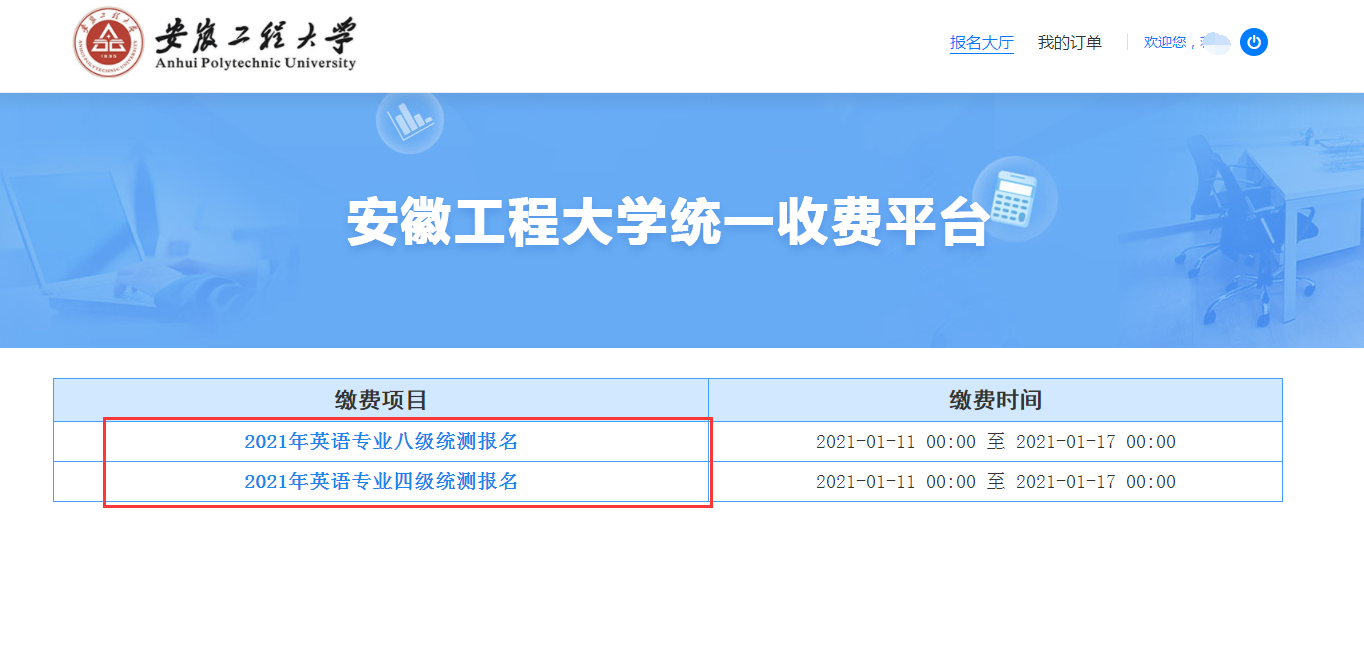 安徽工程大学
Anhui Polytechnic University
报名大厅 我的订单 欢迎您，
安徽工程大学统一收费平台
缴费项目 缴费时间
2021年英语专业八级统测报名 2021-01-11 00:00 至 2021-01-17 00:00
2021年英语专业四级统测报名 2021-01-11 00:00 至 2021-01-17 00:00